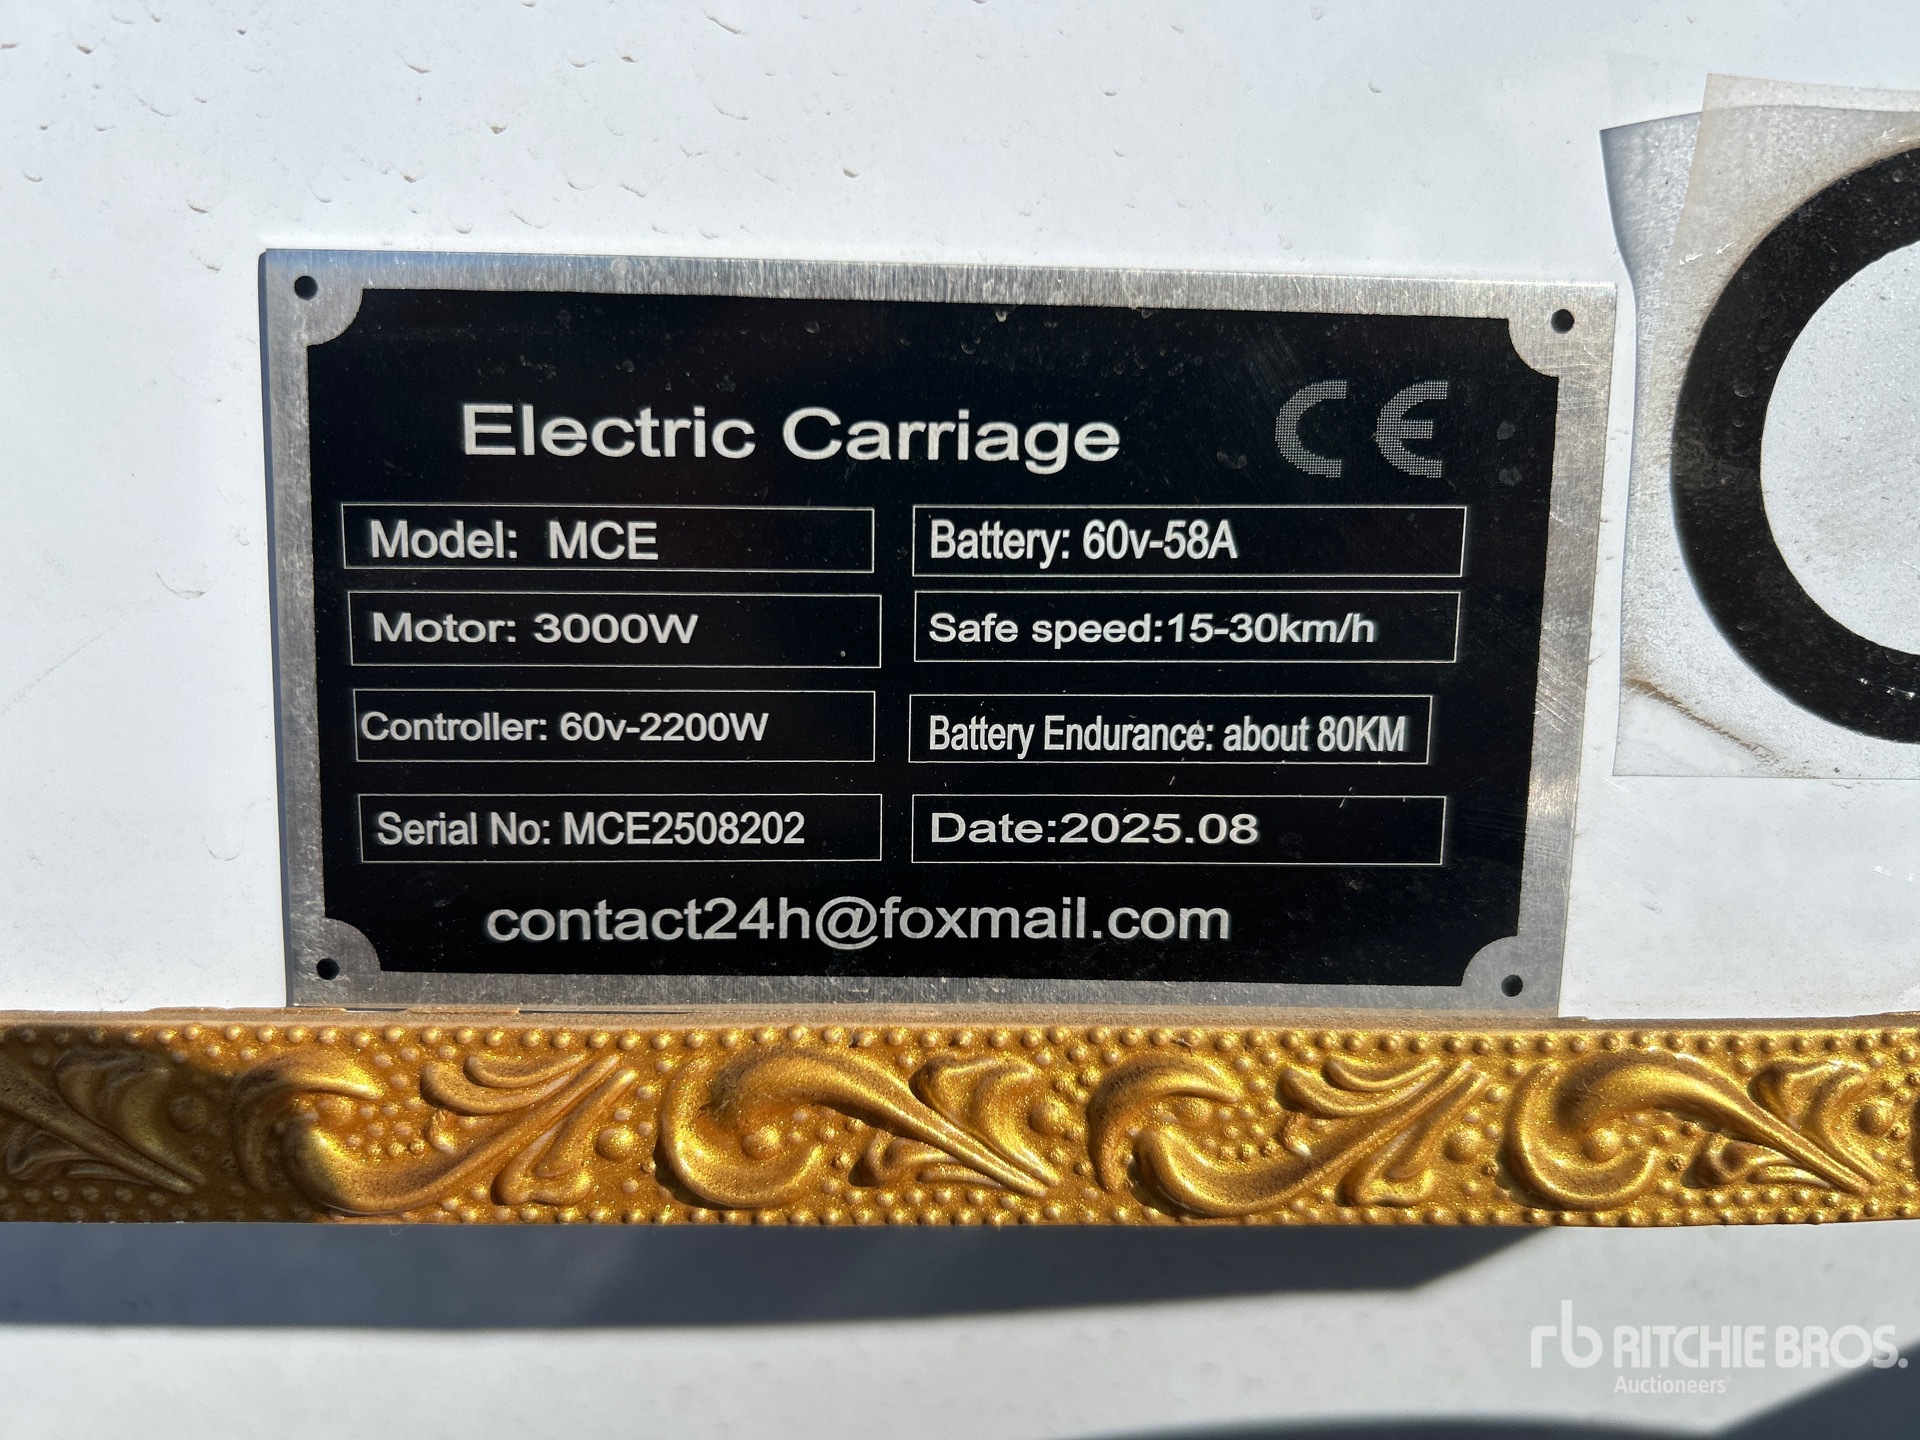 Electric Carriage CE
Model: MCE
Battery: 60v-58A
Motor: 3000W
Safe speed:15-30km/h
Controller: 60v-2200W
Battery Endurance: about 80KM
Serial No: MCE2508202
Date:2025.08
contact24h@foxmail.com
rb RITCHIE BROS.
Auctioneers